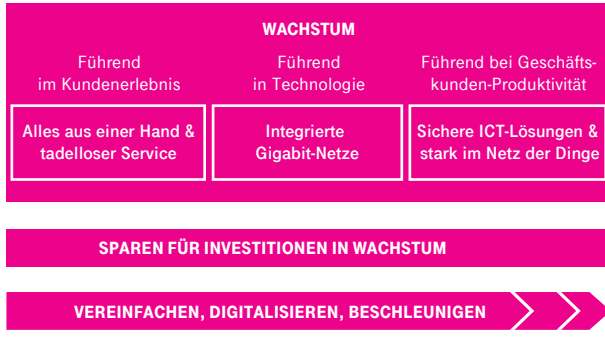 WACHSTUM
Führend
im Kundenerlebnis
Führend
in Technologie
Führend bei Geschäfts-
kunden-Produktivität
Alles aus einer Hand &
tadelloser Service
Integrierte
Gigabit-Netze
Sichere ICT-Lösungen &
stark im Netz der Dinge
SPAREN FÜR INVESTITIONEN IN WACHSTUM
VEREINFACHEN, DIGITALISIEREN, BESCHLEUNIGEN